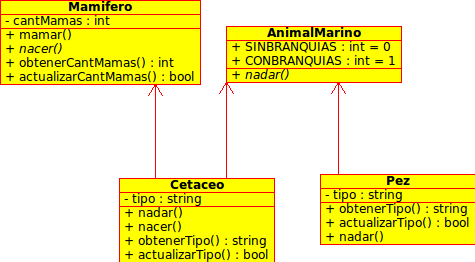 Mamifero
- cantMamas : int
+ mamar()
+ nacer()
+ obtenerCantMamas() : int
+ actualizarCantMamas() : bool
AnimalMarino
+ SINBRANQUIAS : int = 0
+ CONBRANQUIAS : int = 1
+ nadar()
Cetaceo
- tipo : string
+ nadar()
+ nacer()
+ obtenerTipo() : string
+ actualizarTipo() : bool
Pez
- tipo : string
+ obtenerTipo() : string
+ actualizarTipo() : bool
+ nadar()